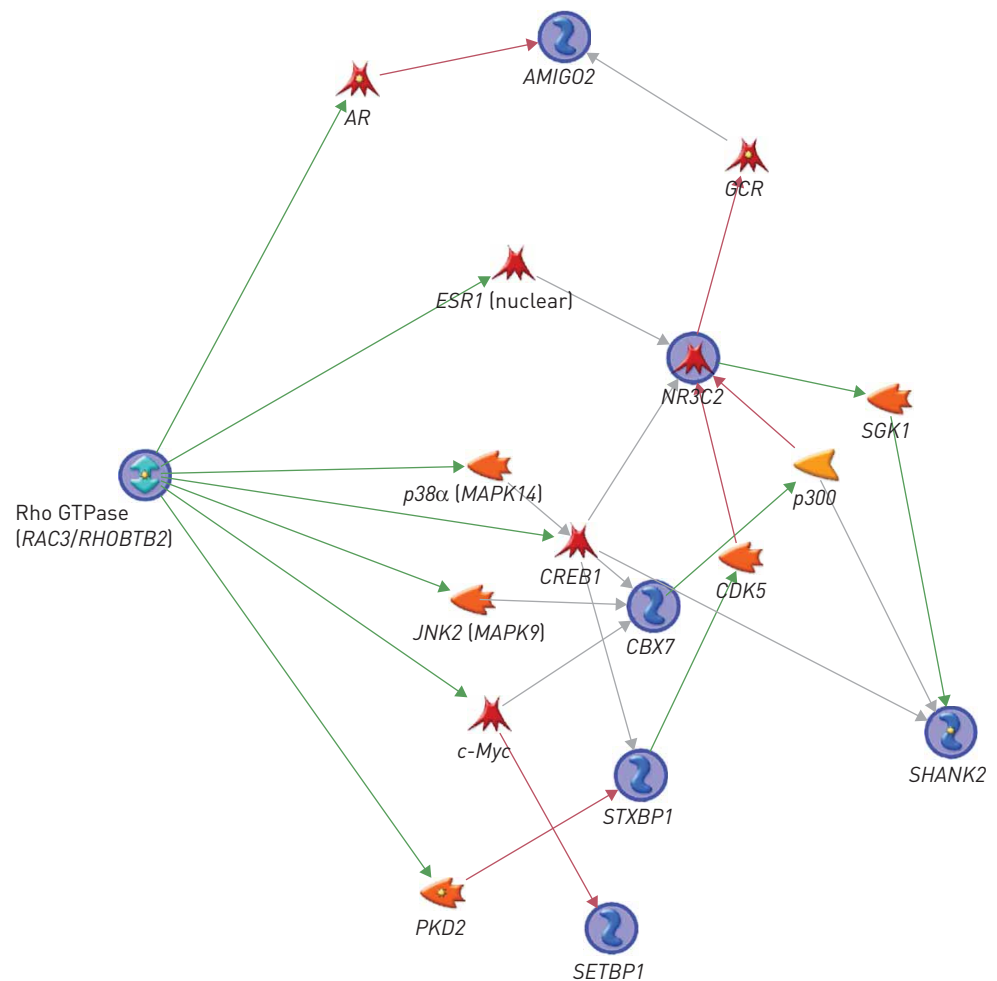 AMIGO2
AR
GCR
ESR1 (nuclear)
NR3C2
SGK1
p38α (MAPK14)
p300
Rho GTPase
(RAC3/RHOBTB2)
CREB1
CDK5
JNK2 (MAPK9)
CBX7
c-Myc
SHANK2
STXBP1
PKD2
SETBP1